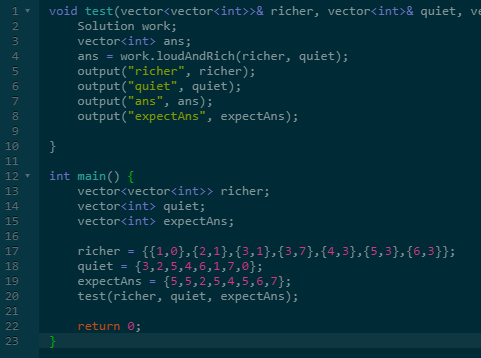 1 void test(vector<vector<int>>& richer, vector<int>& quiet,
2 Solution work;
3 vector<int> ans;
4 ans = work.loudAndRich(richer, quiet);
5 output("richer", richer);
6 output("quiet", quiet);
7 output("ans", ans);
8 output("expectAns", expectAns);
9
10 }
11
12 int main() {
13 vector<vector<int>> richer;
14 vector<int> quiet;
15 vector<int> expectAns;
16
17 richer = {{1,0},{2,1},{3,1},{3,7},{4,3},{5,3},{6,3}};
18 quiet = {3,2,5,4,6,1,7,0};
19 expectAns = {5,5,2,5,4,5,6,7};
20 test(richer, quiet, expectAns);
21
22 return 0;
23 }